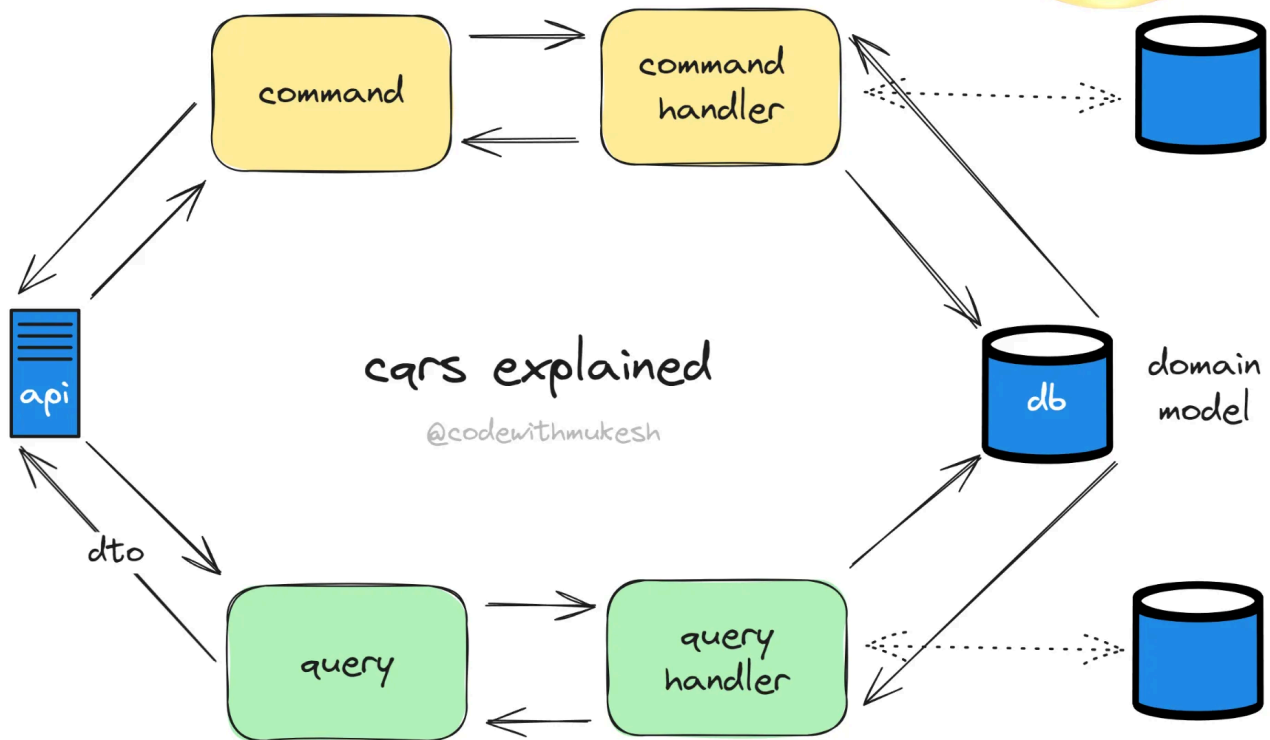 command
command
handler
api
cqrs explained
@codewithmukesh
db
domain
model
dto
query
query
handler